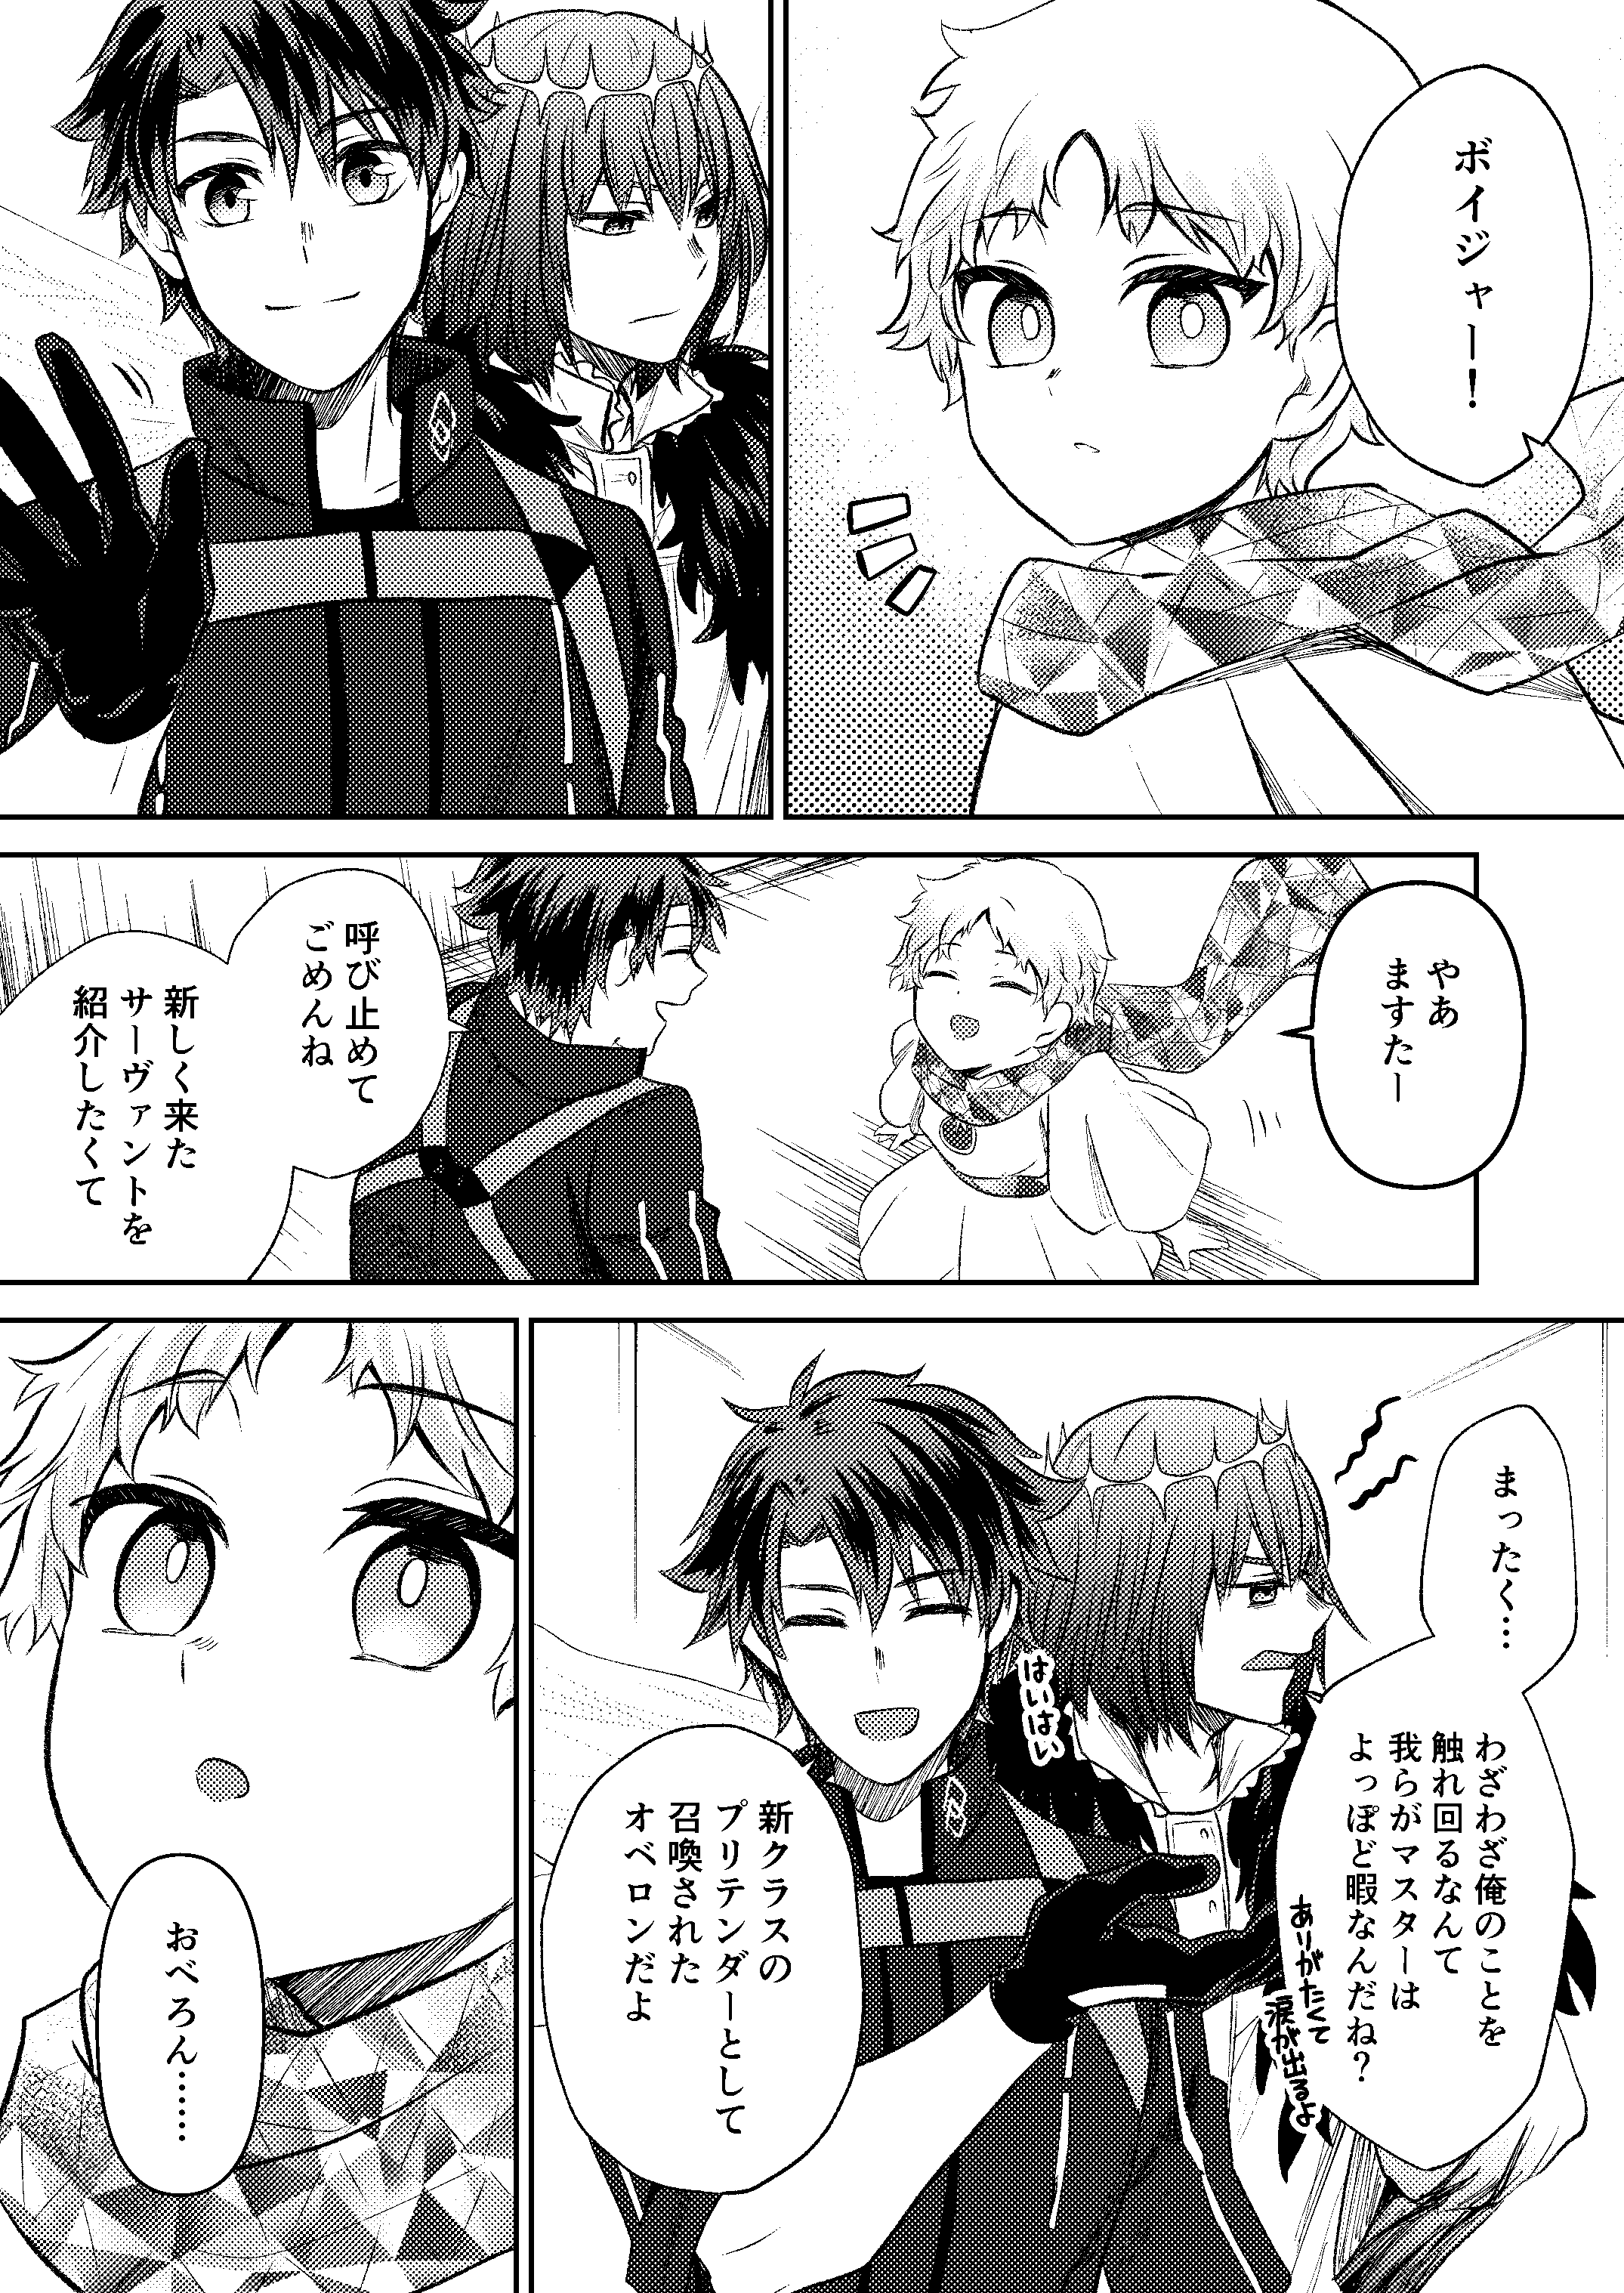 ボイジャー！
やあ
ますたー
呼び止めて
ごめんね
新しく来た
サーヴァントを
紹介したくて
まったく…
わざわざ俺のことを
触れ回るなんて
我らがマスターは
よっぽど暇なんだね？
ありがたくて
涙が出るよ
はいはい
新クラスの
プリテンダーとして
召喚された
オベロンだよ
おべろん……